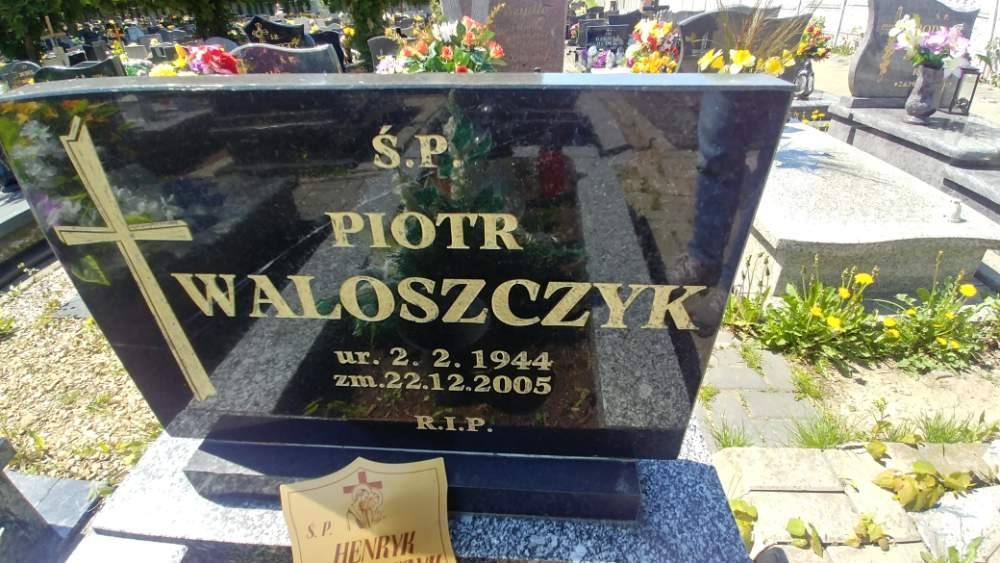 Ś.P.
PIOTR
WALOSZCZYK
ur. 2. 2. 1944
zm.22.12.2005
R.I.P.
Ś. P.
HENRYK